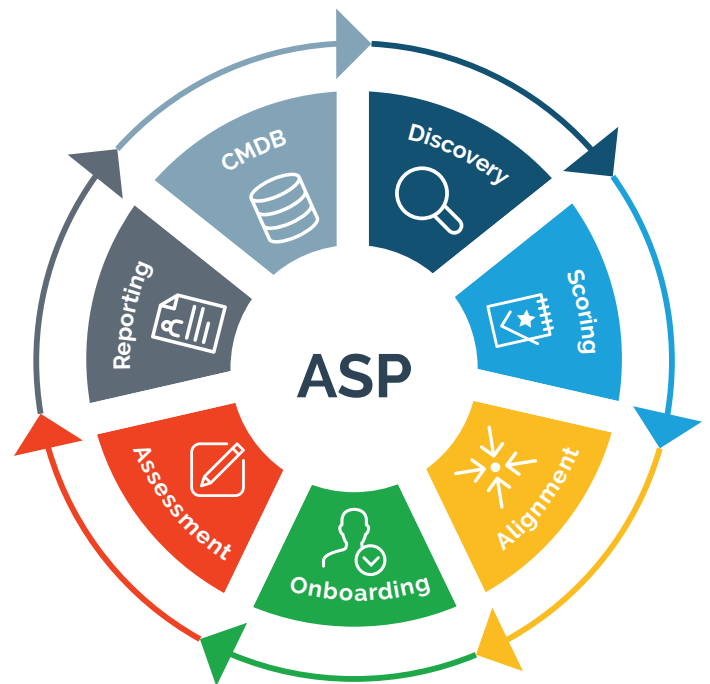 CMDB
Discovery
Scoring
Alignment
Onboarding
Assessment
Reporting
ASP